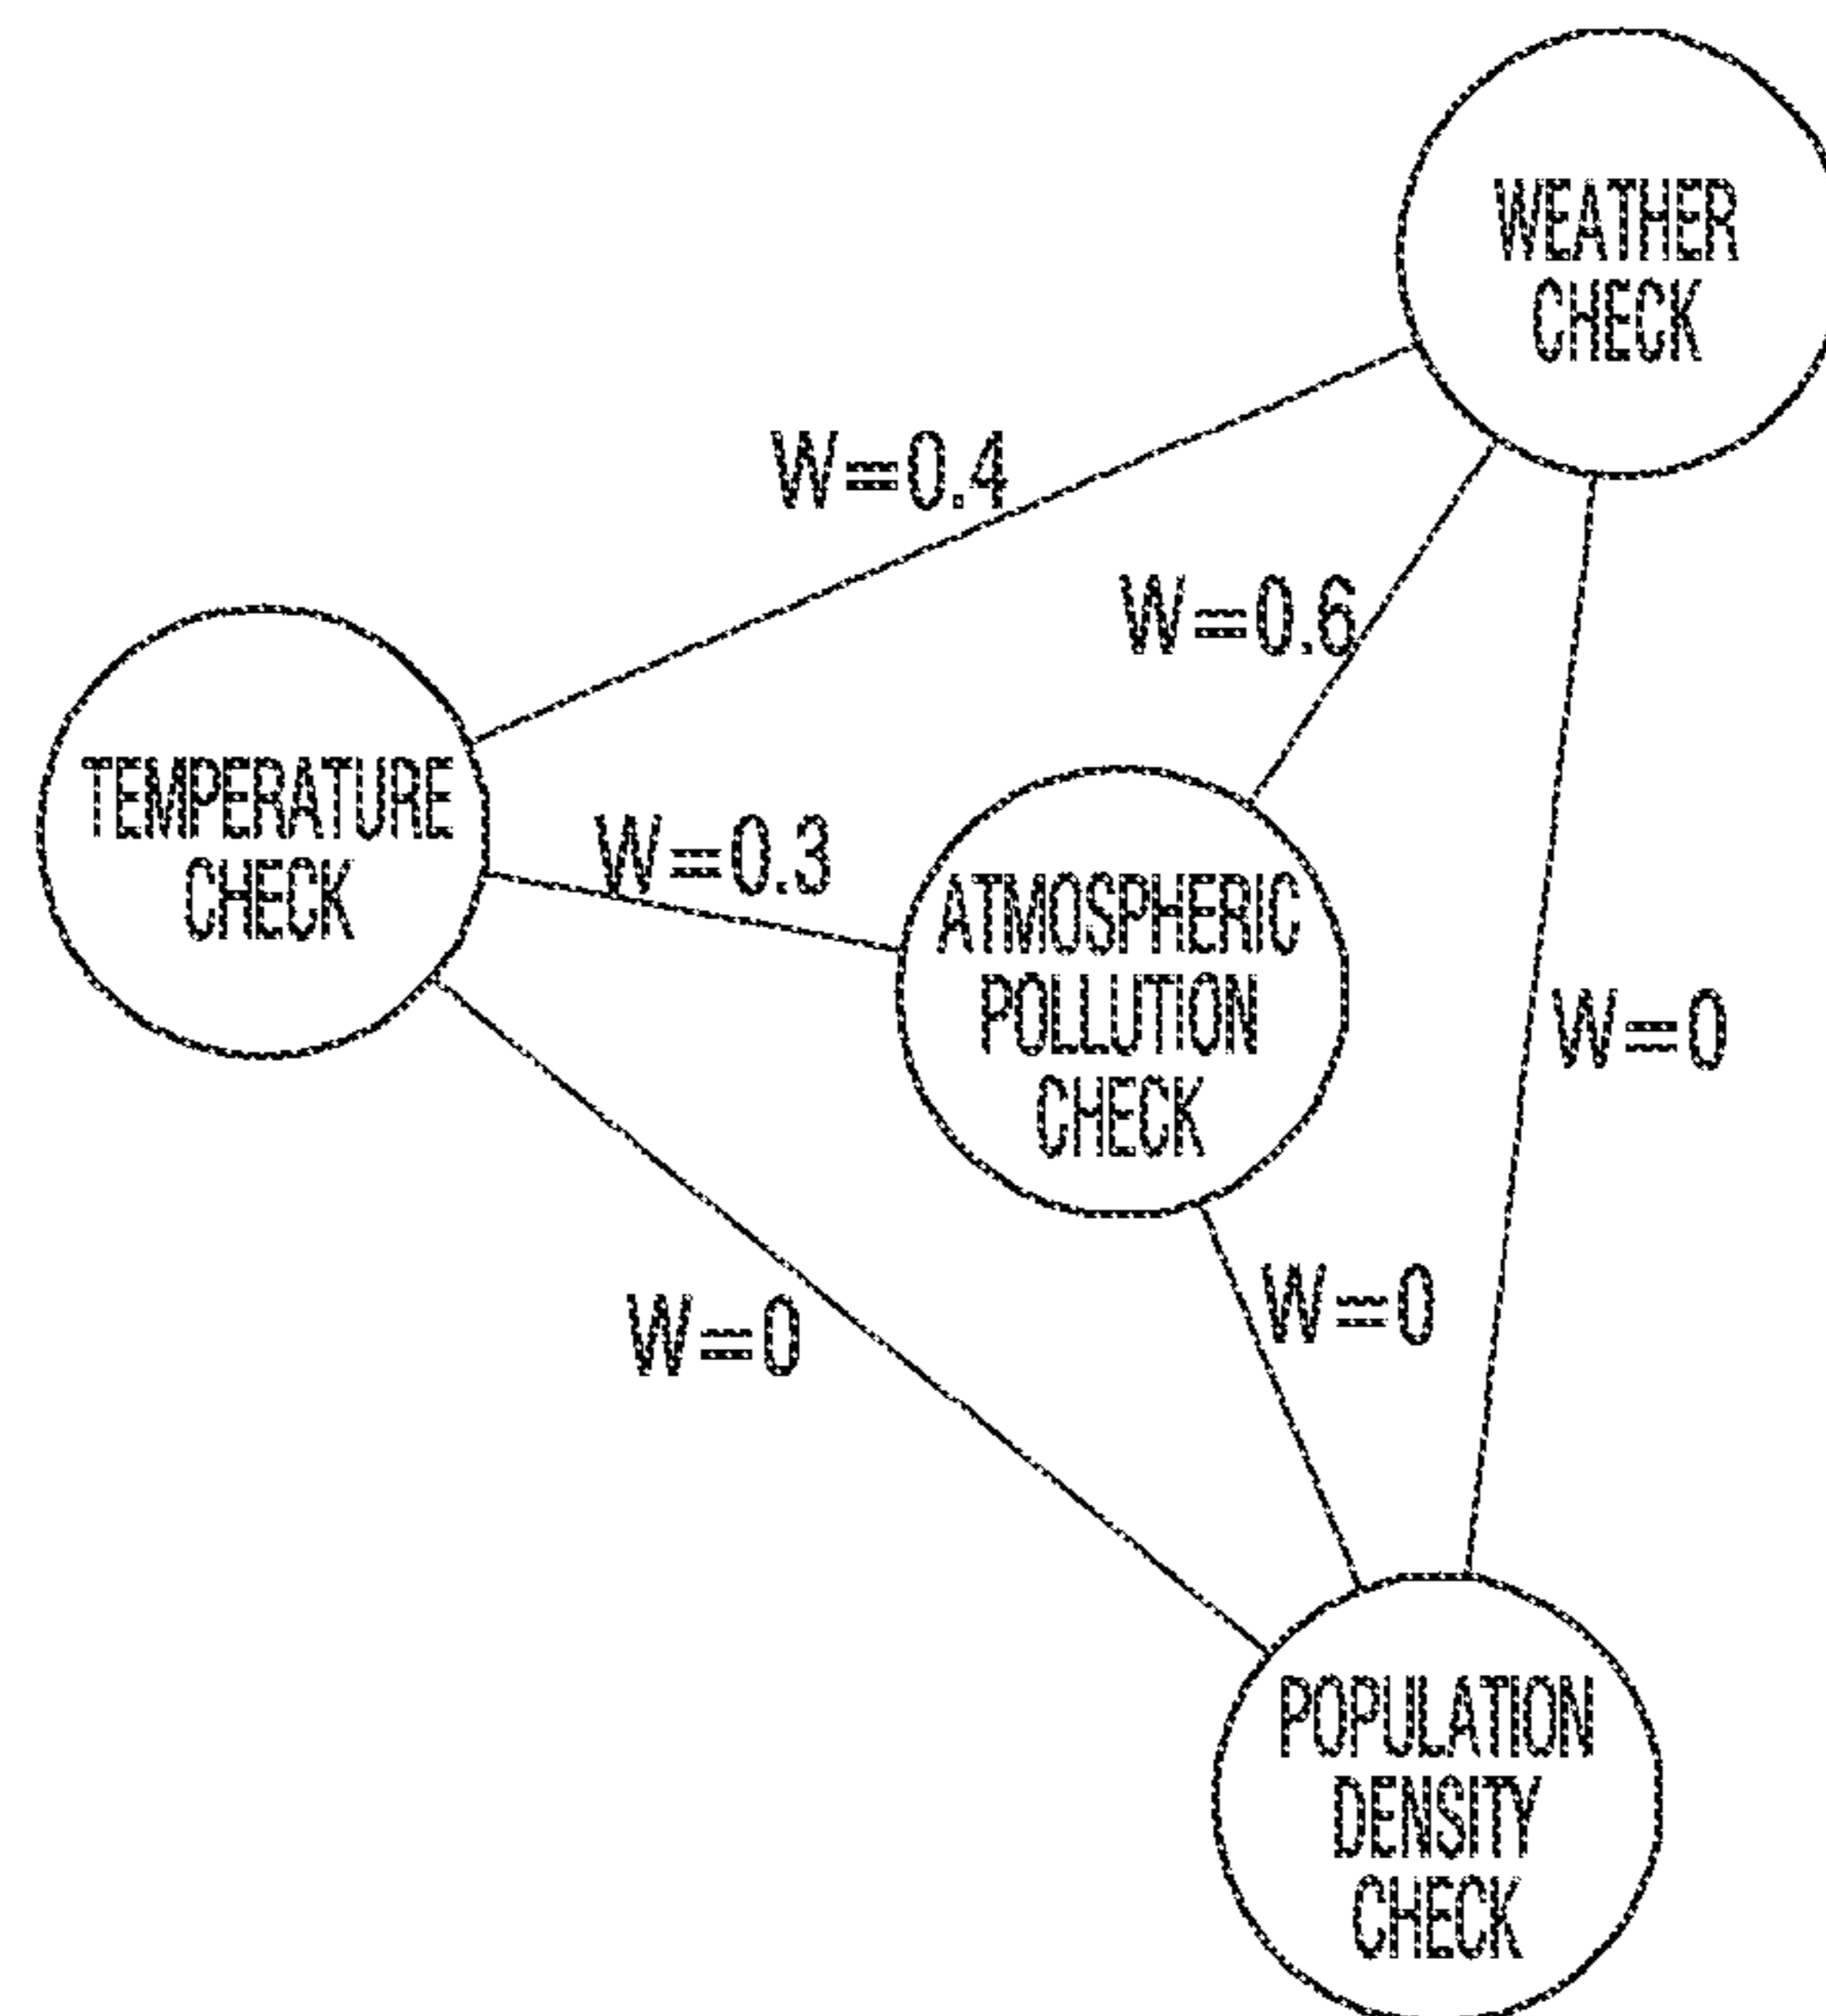 WEATHER
CHECK
W=0.4
W=0.6
TEMPERATURE
CHECK
W=0.3
ATMOSPHERIC
POLLUTION
CHECK
W=0
W=0
W=0
POPULATION
DENSITY
CHECK